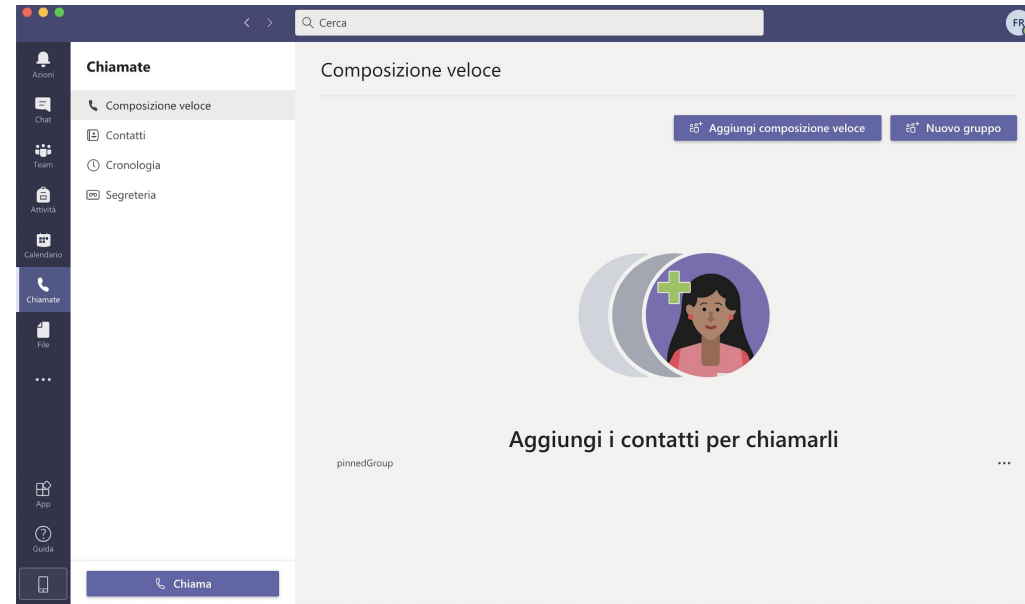 Cerca
FR
Azioni
Chat
Team
Attività
Calendario
Chiamate
File
App
Guida
Chiamate
Composizione veloce
Contatti
Cronologia
Segreteria
Chiama
Composizione veloce
Aggiungi composizione veloce
Nuovo gruppo
Aggiungi i contatti per chiamarli
pinnedGroup